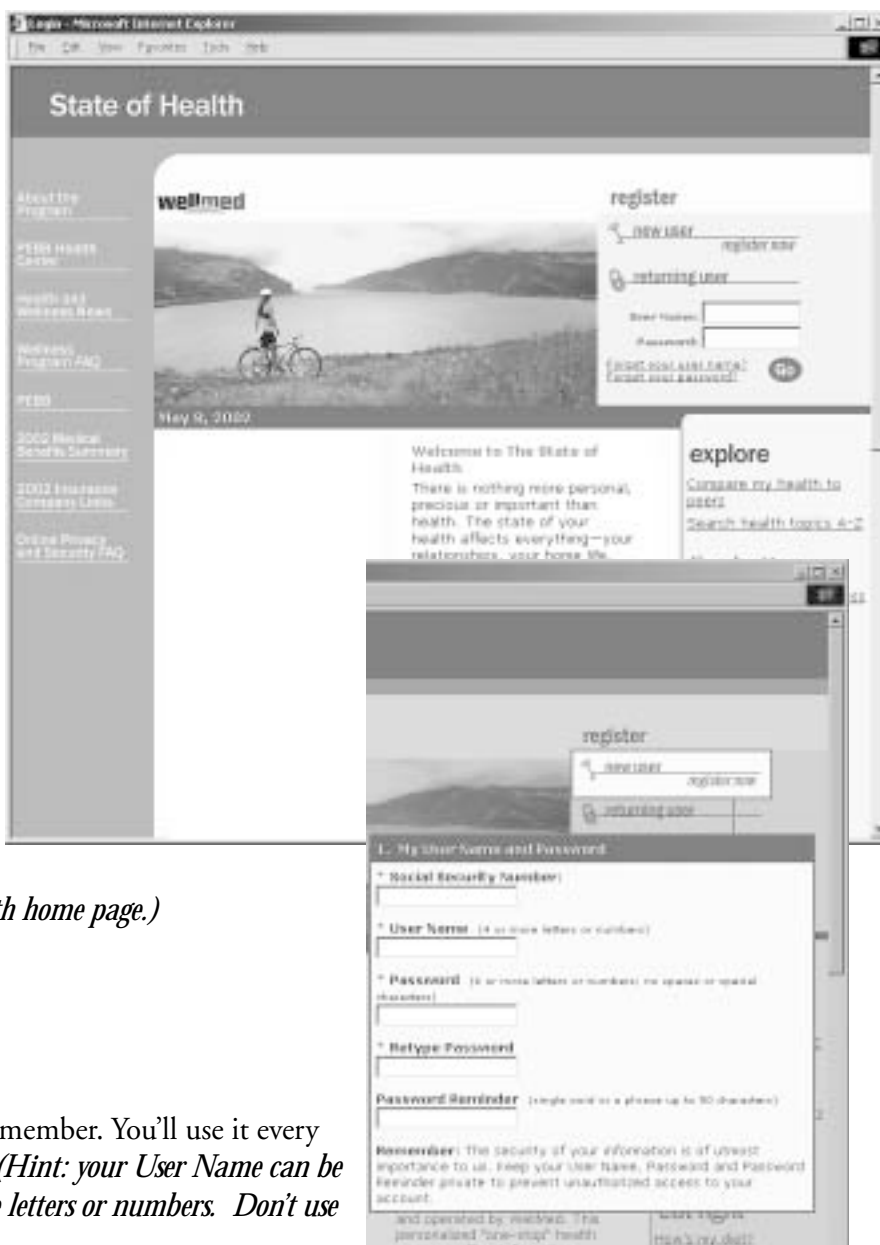 Login - Microsoft Internet Explorer
File Edit View Favorites Tools Help
State of Health
About the
Program
PEBB Health
Center
Health and
Wellness News
Wellness
Program FAQ
PEBB
2002 Medical
Benefits Summary
2002 Insurance
Company Links
Online Privacy
and Security FAQ
wellmed
register
new user
register now
returning user
User Name:
Password:
Forgot your user name?
Forgot your password?
Go
May 9, 2002
Welcome to The State of
Health
There is nothing more personal,
precious or important than
health. The state of your
health affects everything—your
relationships, your home life,
explore
Compare my health to
peers
Search health topics A-Z
register
new user
register now
returning user
1. My User Name and Password
* Social Security Number:
* User Name (4 or more letters or numbers)
* Password (6 or more letters or numbers; no spaces or special
characters)
* Retype Password
Password Reminder (single word or a phrase up to 50 characters)
Remember: The security of your information is of utmost
importance to us. Keep your User Name, Password and Password
Reminder private to prevent unauthorized access to your
account.
and operated by WellMed. This
personalized "one-stop" health
Eat right
How's my diet?
th home page.)
member. You'll use it every
(Hint: your User Name can be
letters or numbers. Don't use